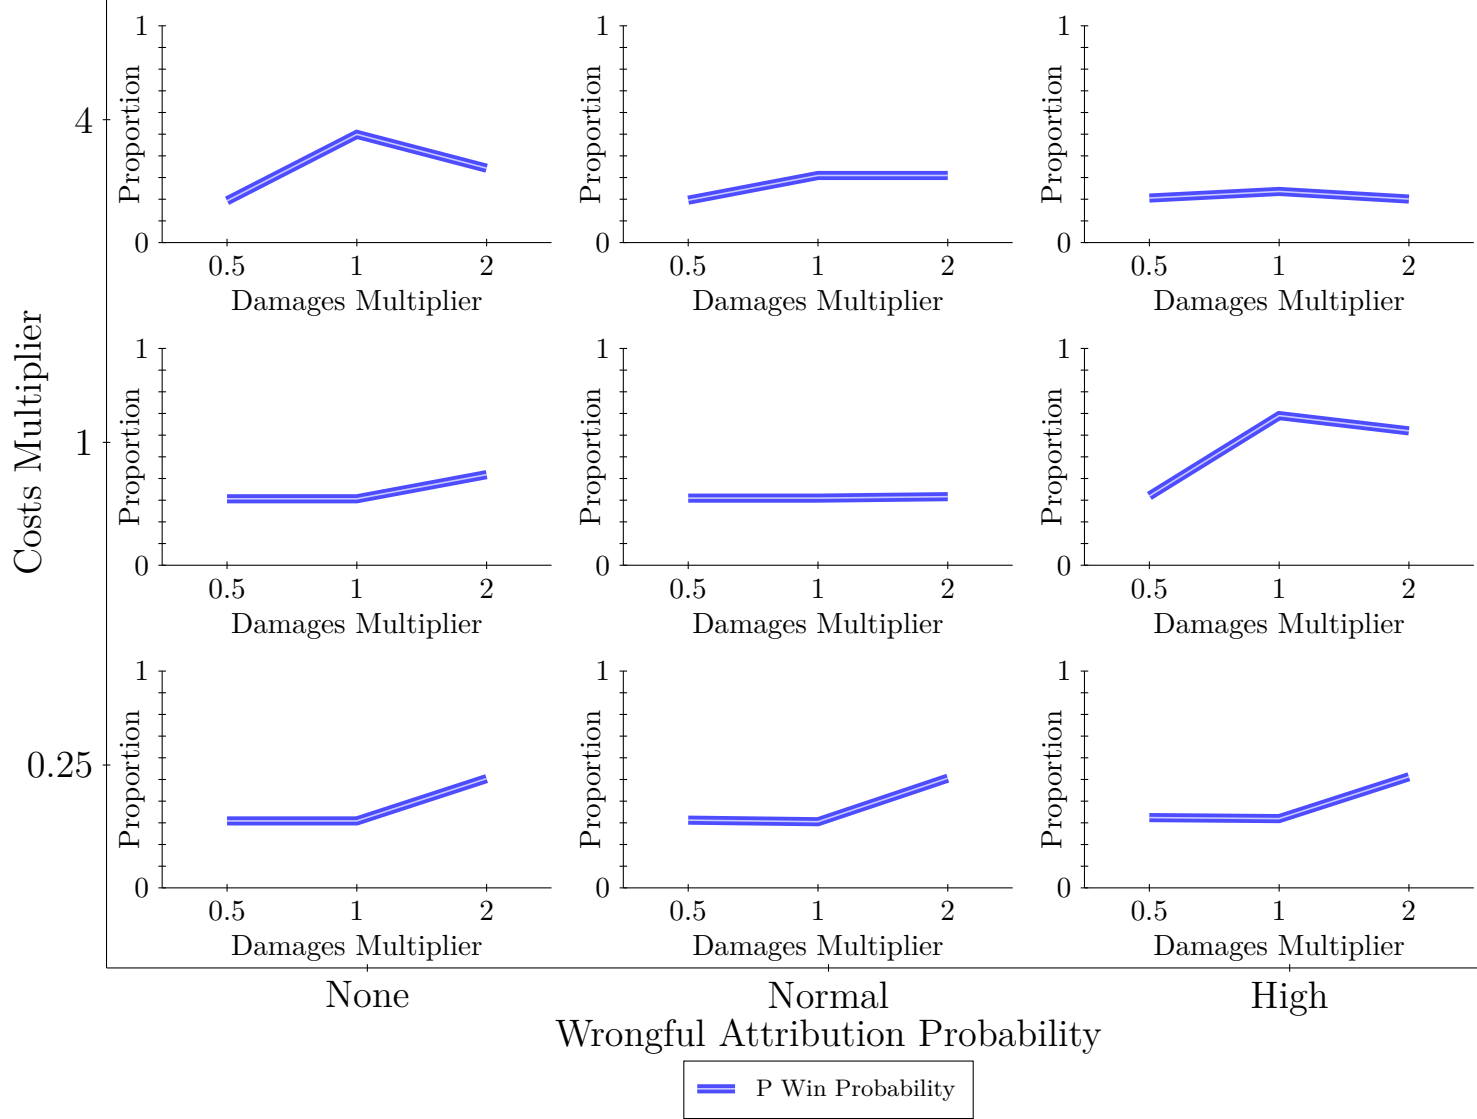 1
Proportion
0
0.5 1 2
Damages Multiplier
1
Proportion
0
0.5 1 2
Damages Multiplier
1
Proportion
0
0.5 1 2
Damages Multiplier
4
1
Proportion
0
0.5 1 2
Damages Multiplier
1
Proportion
0
0.5 1 2
Damages Multiplier
1
Proportion
0
0.5 1 2
Damages Multiplier
1
Costs Multiplier
1
Proportion
0
0.5 1 2
Damages Multiplier
1
Proportion
0
0.5 1 2
Damages Multiplier
1
Proportion
0
0.5 1 2
Damages Multiplier
0.25
None Normal High
Wrongful Attribution Probability
P Win Probability